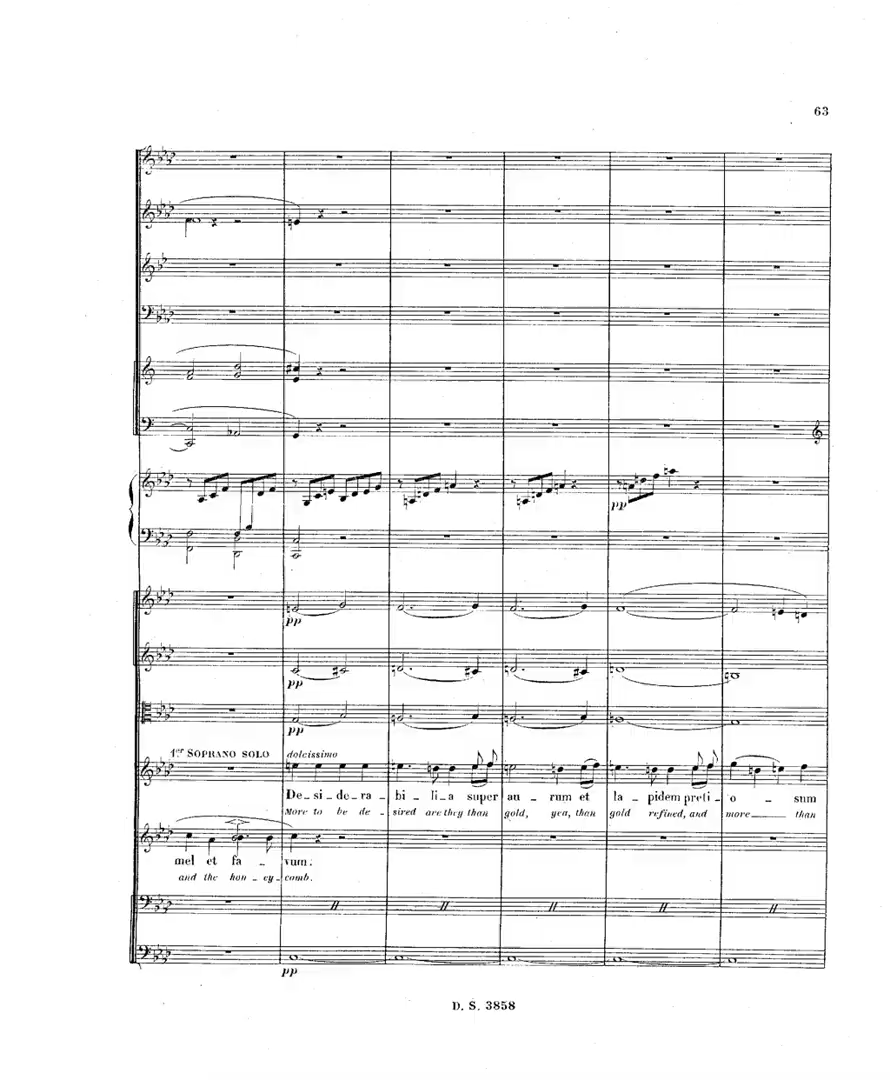 63
pp
pp
pp
pp
1er SOPRANO SOLO dolcissimo
De_si_de_ra_bi_li_a super au_rum et la_pidem preti_o_sum
More to be de_sired are they than gold, yea, than gold refined, and more___ than
mel et fa_vum.
and the hon_ey_comb.
pp
D. S. 3858